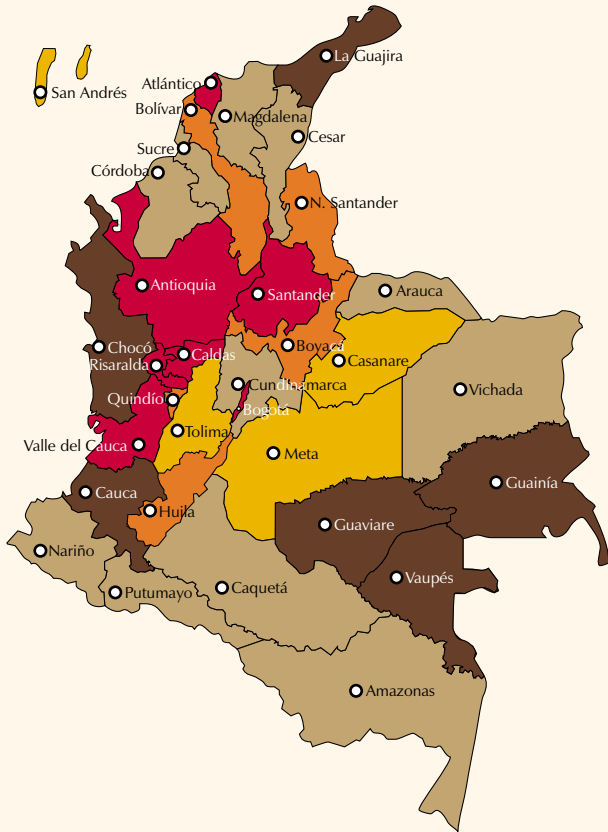 La Guajira
Atlántico
San Andrés
Bolívar
Magdalena
Cesar
Sucre
Córdoba
N. Santander
Antioquia
Santander
Arauca
Chocó
Boyacá
Caldas
Risaralda
Casanare
Cundinamarca
Vichada
Quindío
Bogotá
Tolima
Valle del Cauca
Meta
Guainía
Cauca
Huila
Guaviare
Nariño
Vaupés
Caquetá
Putumayo
Amazonas